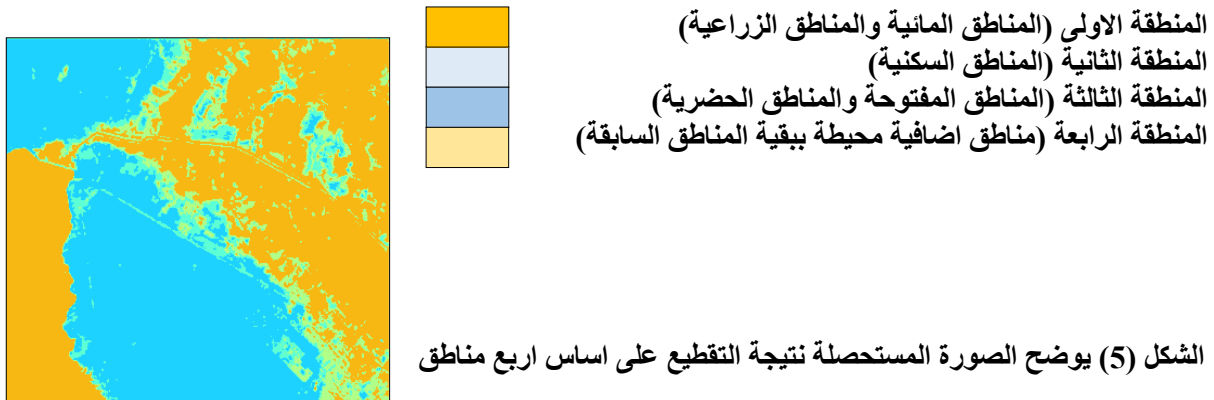 المنطقة الاولى (المناطق المائية والمناطق الزراعية)
المنطقة الثانية (المناطق السكنية)
المنطقة الثالثة (المناطق المفتوحة والمناطق الحضرية)
المنطقة الرابعة (مناطق اضافية محيطة ببقية المناطق السابقة)
الشكل (5) يوضح الصورة المستحصلة نتيجة التقطيع على اساس اربع مناطق